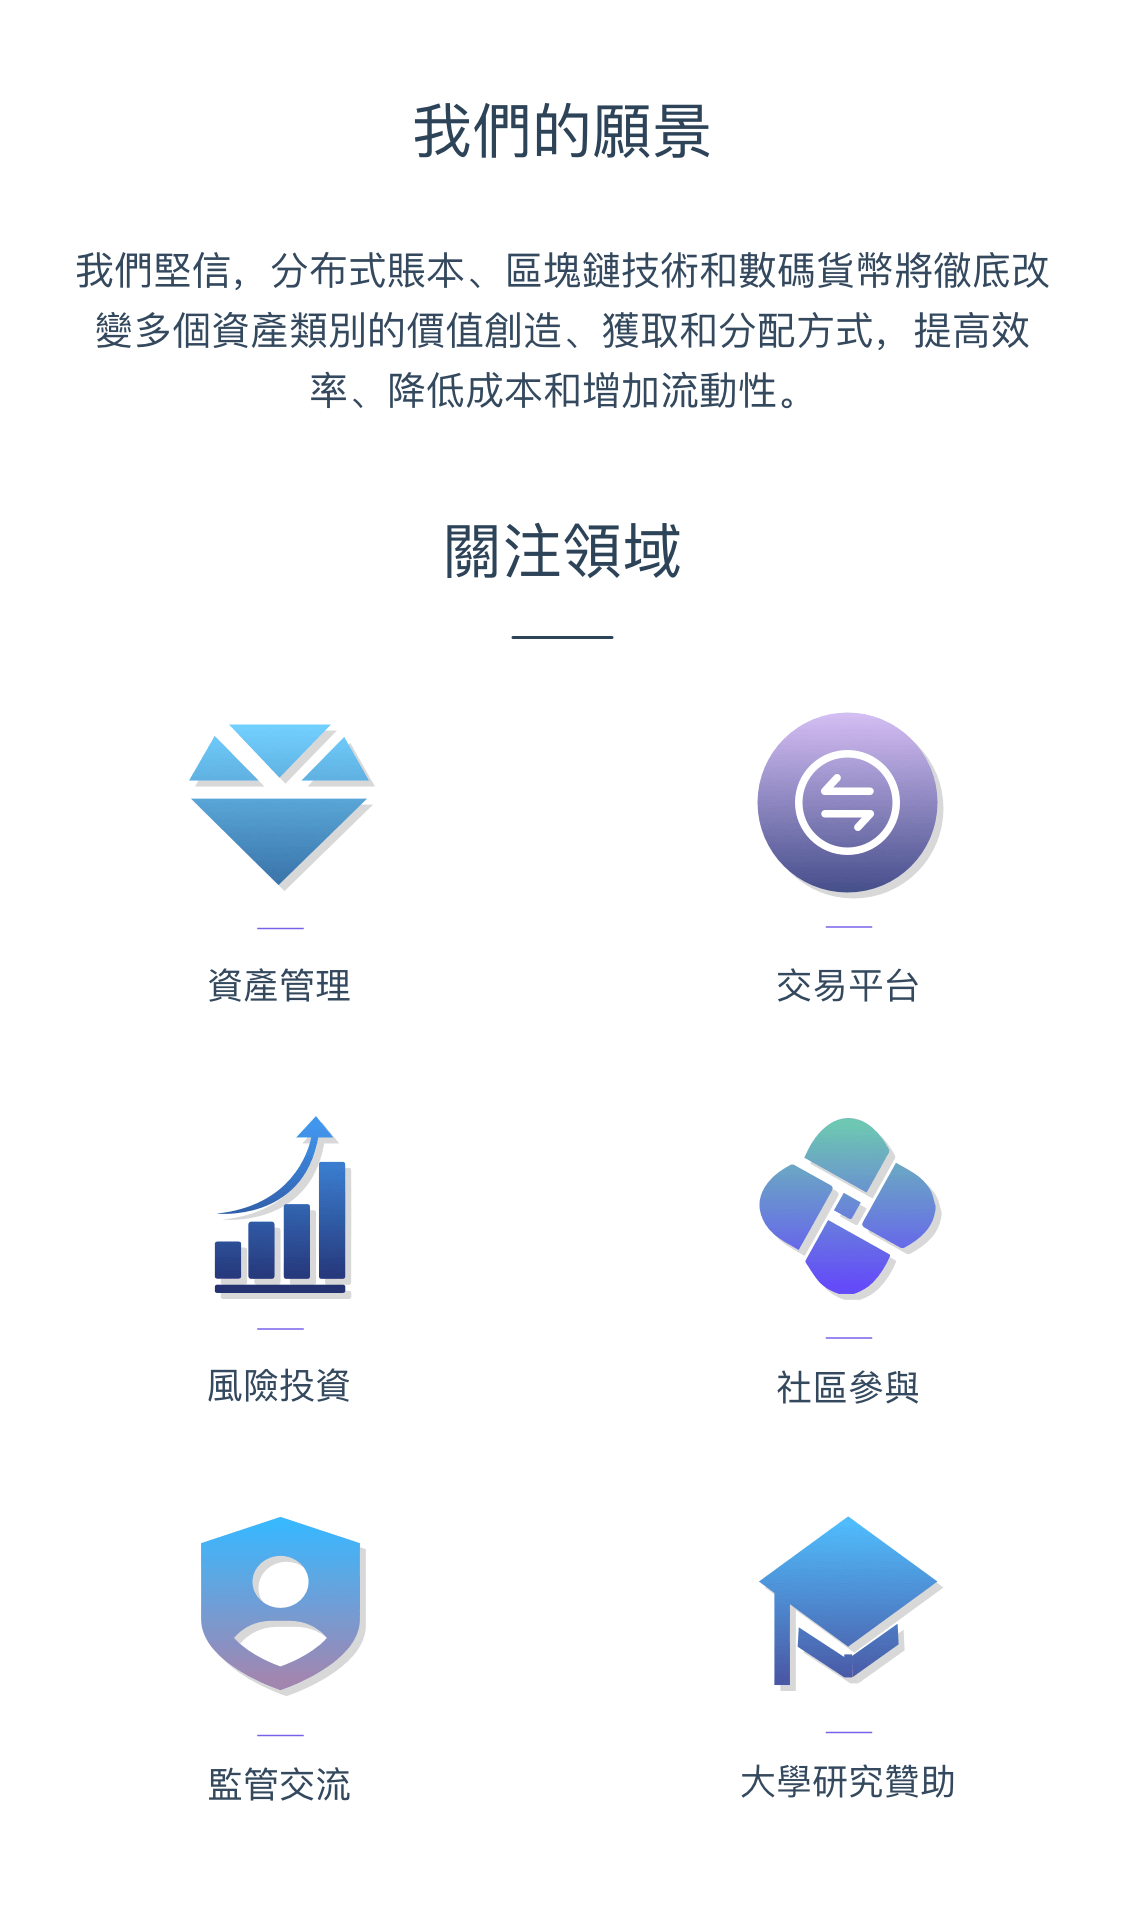 我們的願景
我們堅信，分布式賬本、區塊鏈技術和數碼貨幣將徹底改
變多個資產類別的價值創造、獲取和分配方式，提高效
率、降低成本和增加流動性。
關注領域
資產管理
交易平台
風險投資
社區參與
監管交流
大學研究贊助